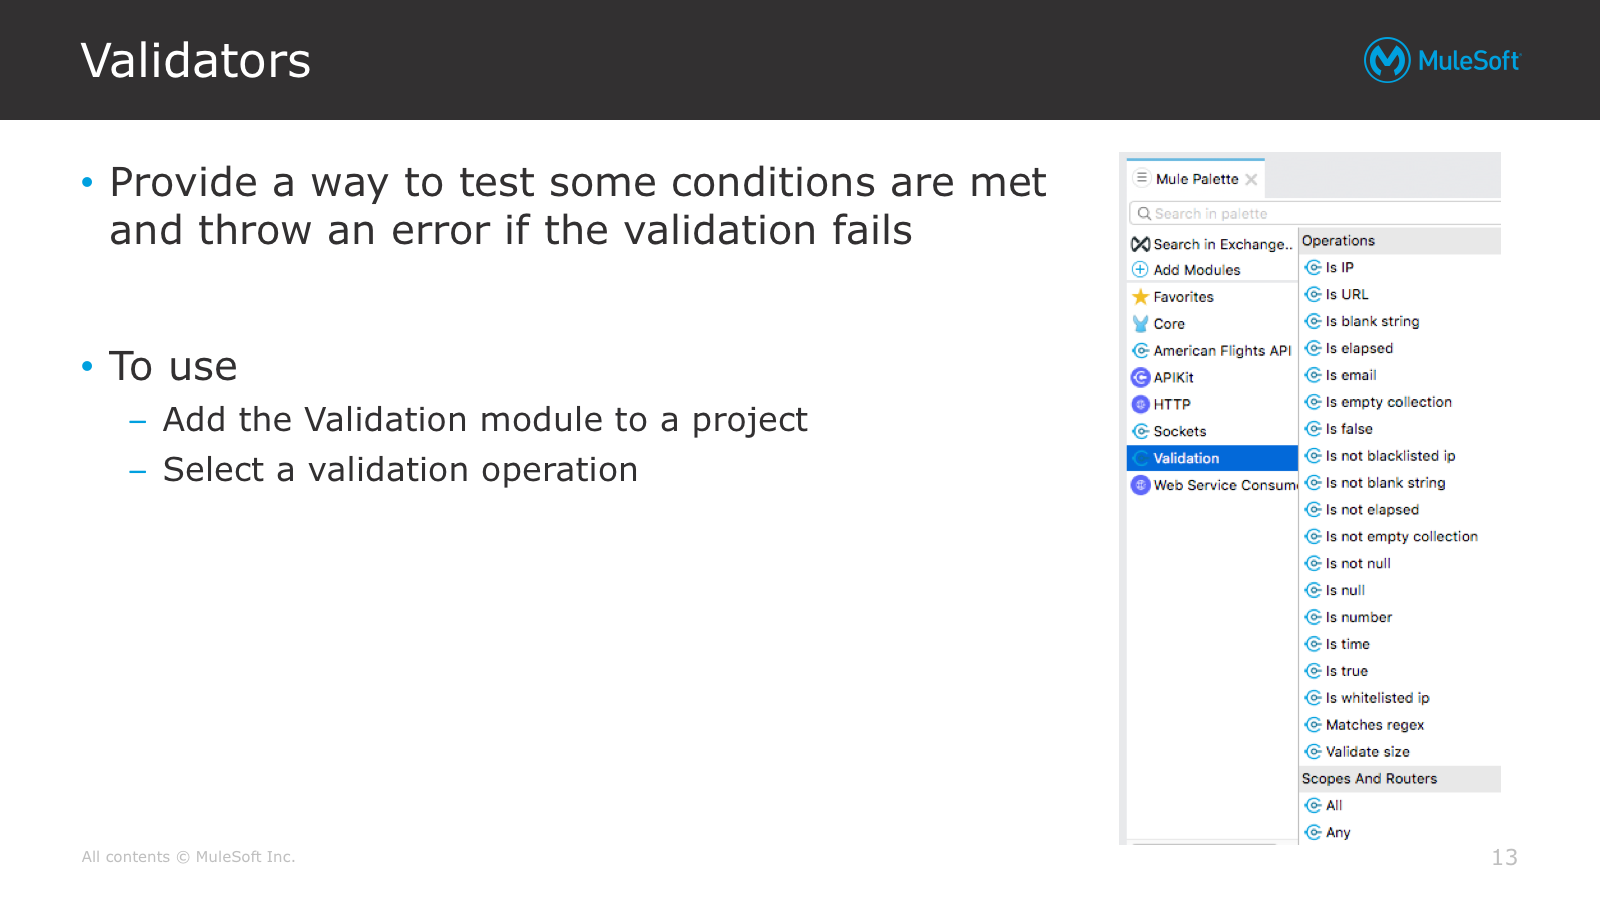 Validators
MuleSoft
• Provide a way to test some conditions are met
and throw an error if the validation fails
• To use
– Add the Validation module to a project
– Select a validation operation
Mule Palette
Search in palette
Search in Exchange..
Add Modules
Favorites
Core
American Flights API
APIKit
HTTP
Sockets
Validation
Web Service Consum
Operations
Is IP
Is URL
Is blank string
Is elapsed
Is email
Is empty collection
Is false
Is not blacklisted ip
Is not blank string
Is not elapsed
Is not empty collection
Is not null
Is null
Is number
Is time
Is true
Is whitelisted ip
Matches regex
Validate size
Scopes And Routers
All
Any
All contents © MuleSoft Inc.
13